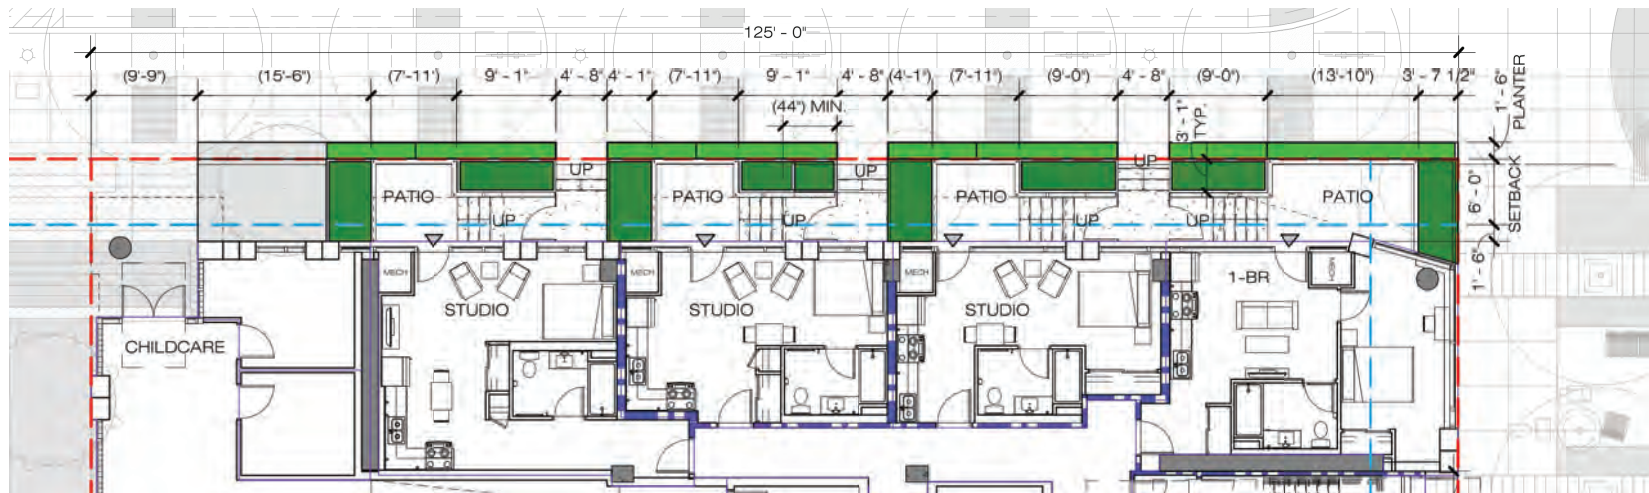 125' - 0"
(9'-9")
(15'-6")
(7'-11')
9' - 1"
4' - 8"
4' - 1"
(7'-11")
9' - 1"
4' - 8"
(4'-1")
(7'-11")
(9'-0")
4' - 8"
(9'-0")
(13'-10")
3' - 7 1/2"
(44") MIN.
3' - 1"
TYP.
1' - 6"
PLANTER
UP
UP
UP
PATIO
PATIO
PATIO
PATIO
UP
UP
UP
UP
6' - 0"
SETBACK
1' - 6"
MECH
MECH
MECH
MECH
1-BR
STUDIO
STUDIO
STUDIO
CHILDCARE